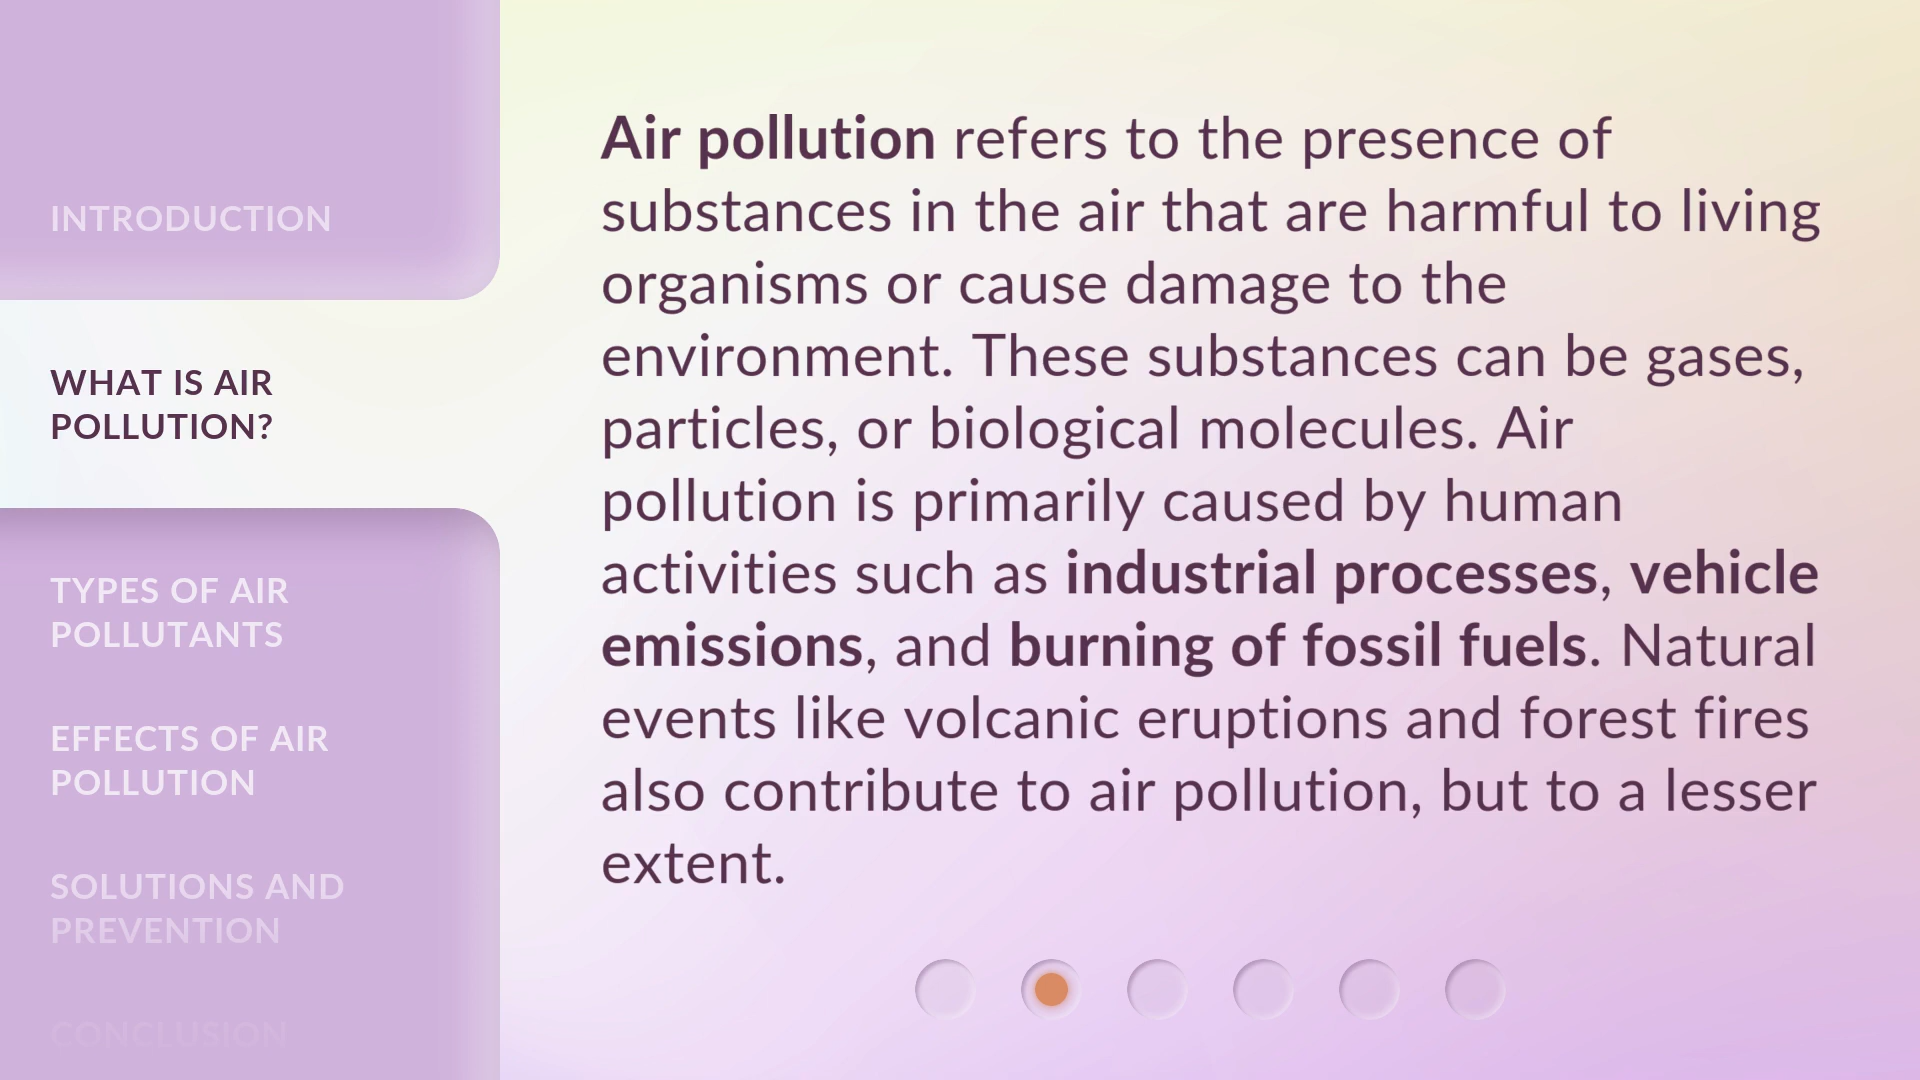 INTRODUCTION
WHAT IS AIR
POLLUTION?
TYPES OF AIR
POLLUTANTS
EFFECTS OF AIR
POLLUTION
SOLUTIONS AND
PREVENTION
CONCLUSION
Air pollution refers to the presence of
substances in the air that are harmful to living
organisms or cause damage to the
environment. These substances can be gases,
particles, or biological molecules. Air
pollution is primarily caused by human
activities such as industrial processes, vehicle
emissions, and burning of fossil fuels. Natural
events like volcanic eruptions and forest fires
also contribute to air pollution, but to a lesser
extent.